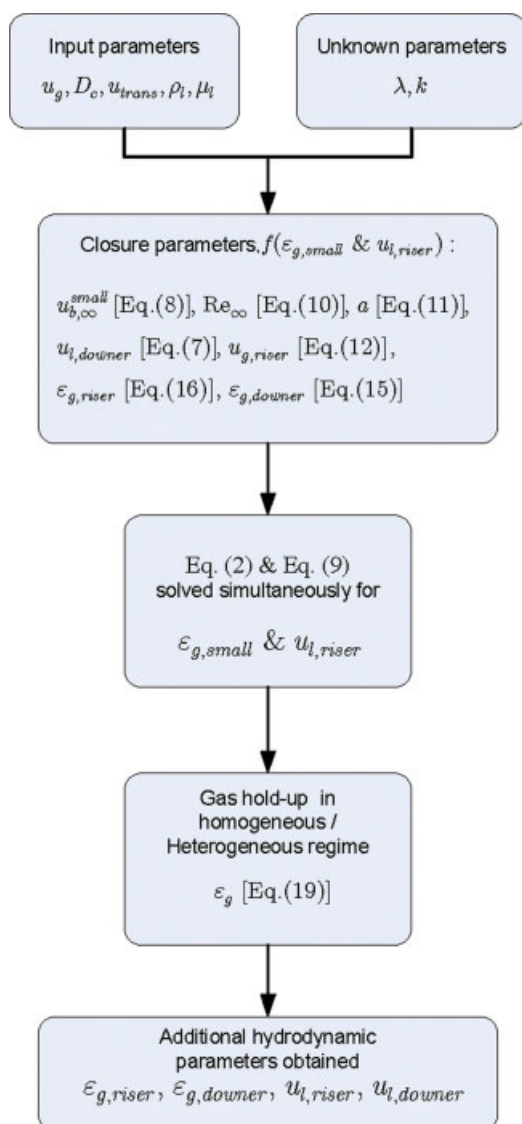 Input parameters
u_g, D_c, u_trans, ρ_l, μ_l
Unknown parameters
λ, k
Closure parameters, f(ε_g,small & u_l,riser) :
u_b,∞^small [Eq.(8)], Re_∞ [Eq.(10)], a [Eq.(11)],
u_l,downer [Eq.(7)], u_g,riser [Eq.(12)],
ε_g,riser [Eq.(16)], ε_g,downer [Eq.(15)]
Eq. (2) & Eq. (9)
solved simultaneously for
ε_g,small & u_l,riser
Gas hold-up in
homogeneous /
Heterogeneous regime
ε_g [Eq.(19)]
Additional hydrodynamic
parameters obtained
ε_g,riser, ε_g,downer, u_l,riser, u_l,downer